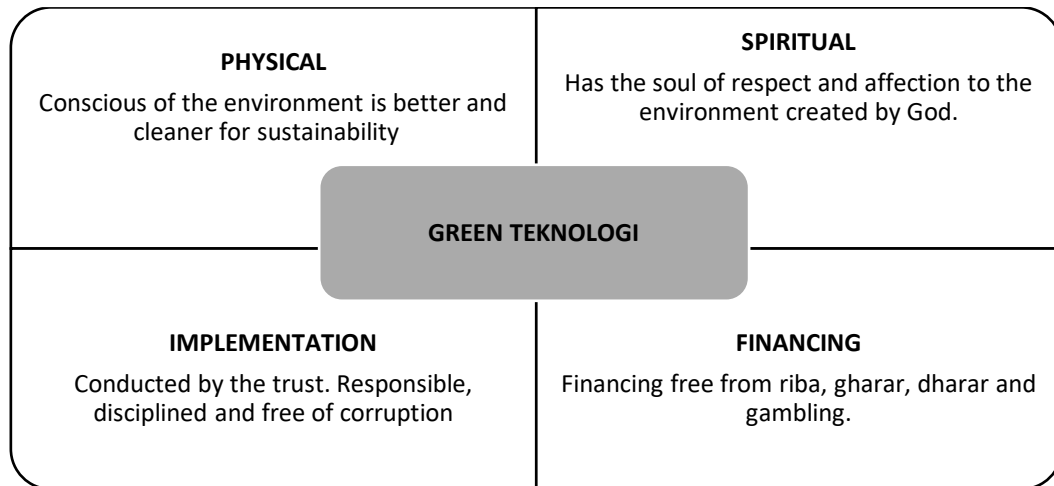 PHYSICAL
Conscious of the environment is better and
cleaner for sustainability
SPIRITUAL
Has the soul of respect and affection to the
environment created by God.
GREEN TEKNOLOGI
IMPLEMENTATION
Conducted by the trust. Responsible,
disciplined and free of corruption
FINANCING
Financing free from riba, gharar, dharar and
gambling.